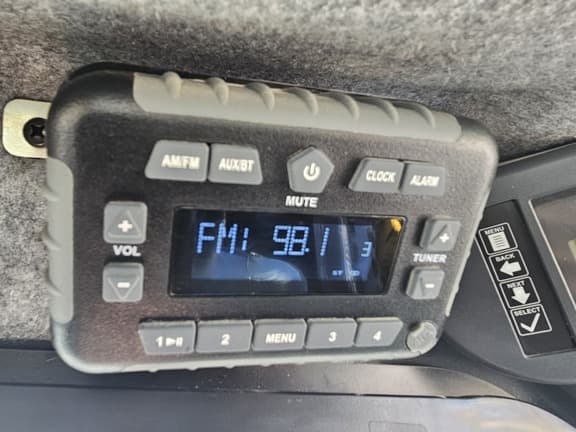 AM/FM
AUX/BT
CLOCK
ALARM
MUTE
+
VOL
-
FM1 98.1 3
ST
+
TUNER
-
1
2
MENU
3
4
MENU
BACK
NEXT
SELECT